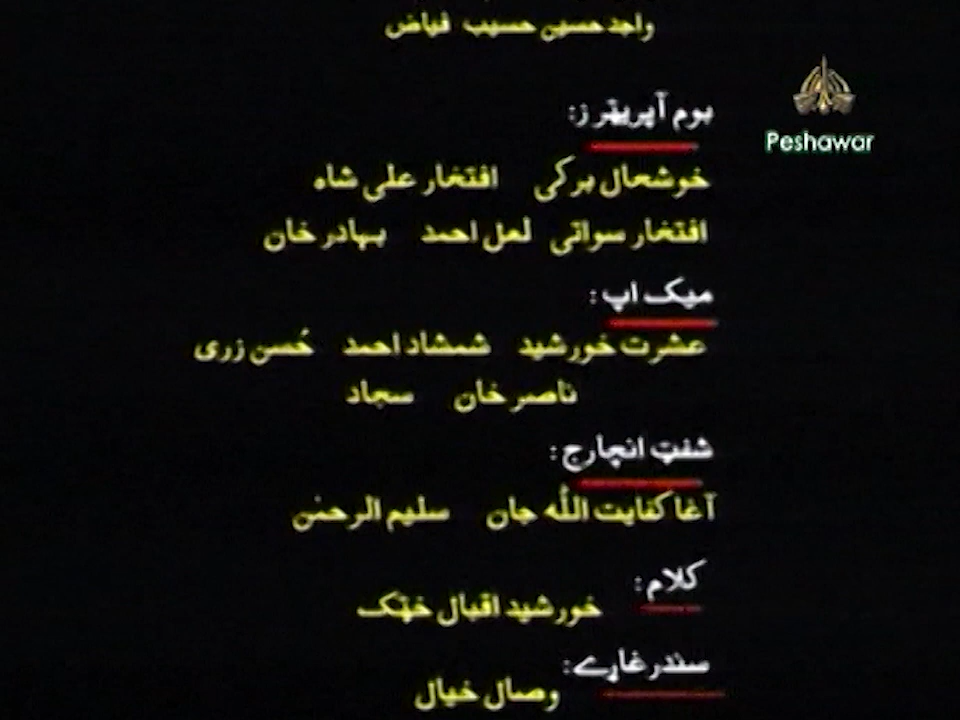 واجد حسین حسیب فیاض
Peshawar
بوم آپریٹرز:
خوشحال برکی افتخار علی شاہ
افتخار سواتی لعل احمد بہادر خان
میک اپ:
عشرت خورشید شمشاد احمد حُسن زری
ناصر خان سجاد
شفٹ انچارج:
آغا کفایت اللہ جان سلیم الرحمٰن
کلام:
خورشید اقبال خٹک
سندرغاړے:
وصال خیال